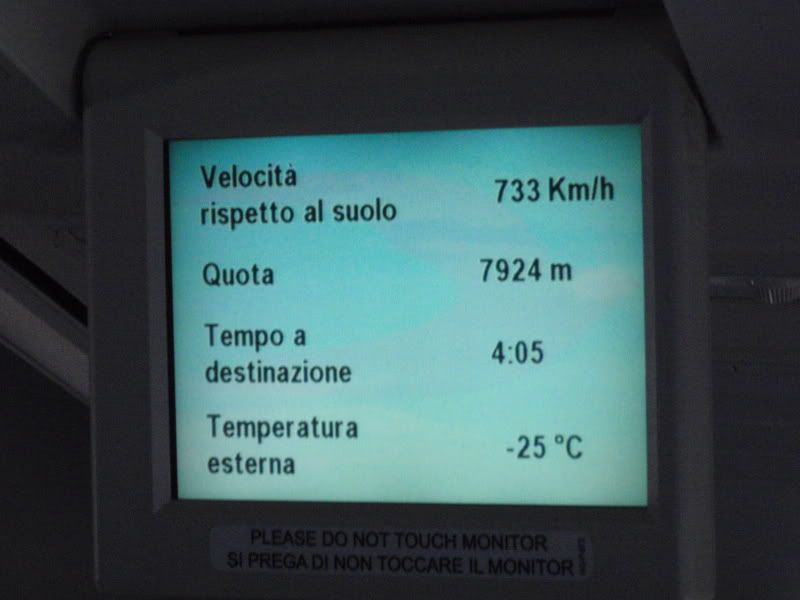 Velocità
rispetto al suolo
733 Km/h
Quota
7924 m
Tempo a
destinazione
4:05
Temperatura
esterna
-25 °C
PLEASE DO NOT TOUCH MONITOR
SI PREGA DI NON TOCCARE IL MONITOR